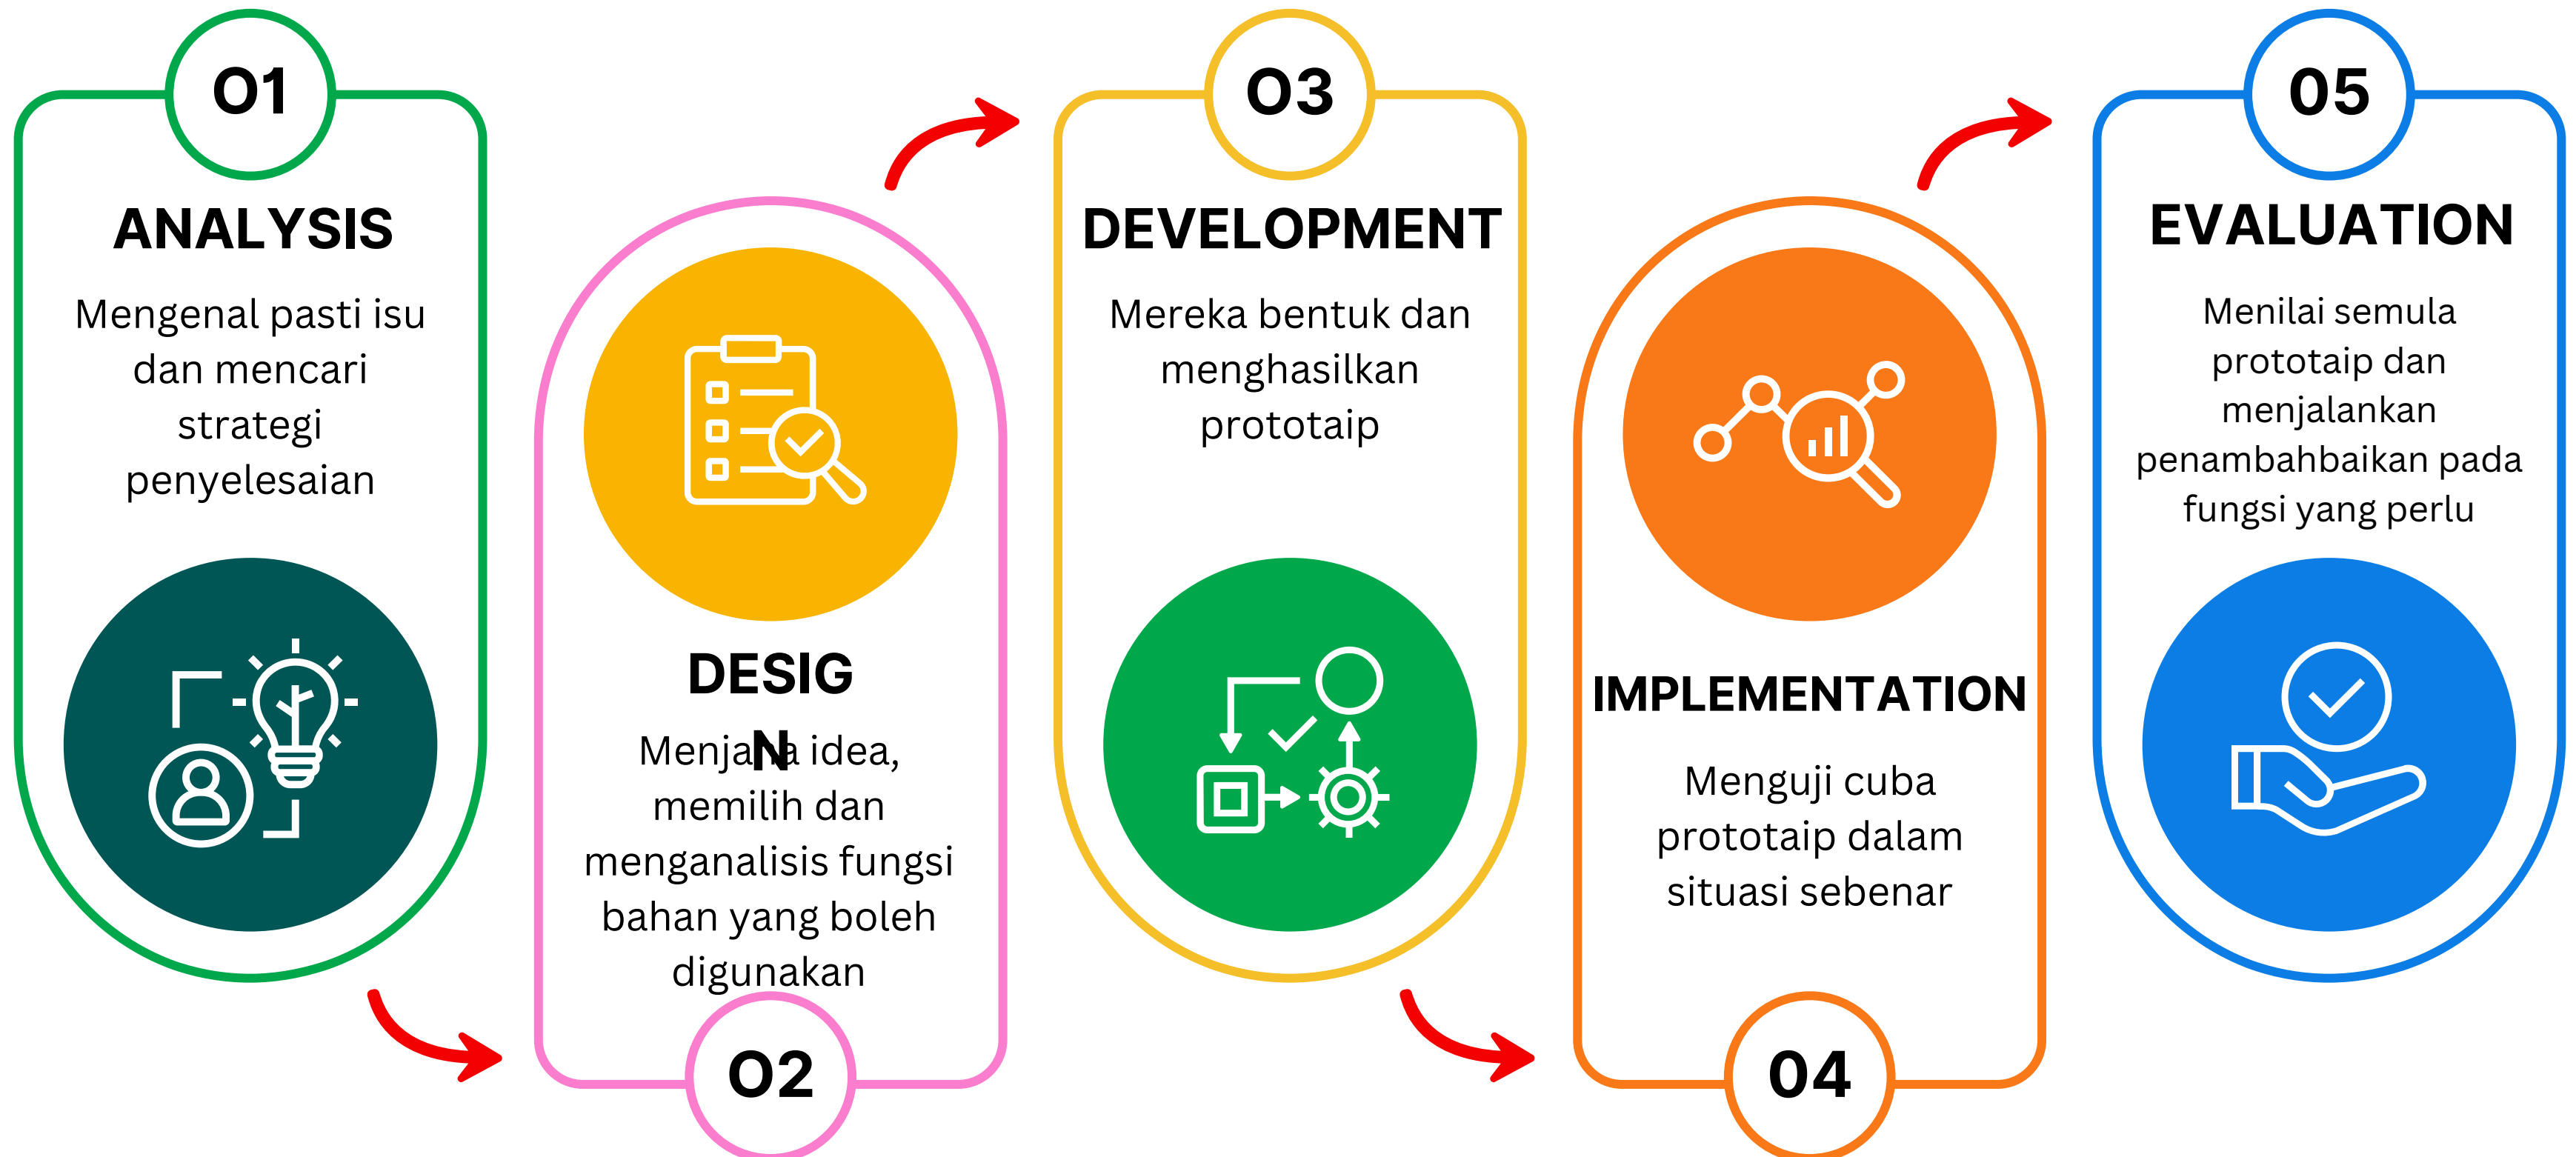 01
ANALYSIS
Mengenal pasti isu
dan mencari
strategi
penyelesaian
DESIG
N
Menjana idea,
memilih dan
menganalisis fungsi
bahan yang boleh
digunakan
02
03
DEVELOPMENT
Mereka bentuk dan
menghasilkan
prototaip
IMPLEMENTATION
Menguji cuba
prototaip dalam
situasi sebenar
04
05
EVALUATION
Menilai semula
prototaip dan
menjalankan
penambahbaikan pada
fungsi yang perlu